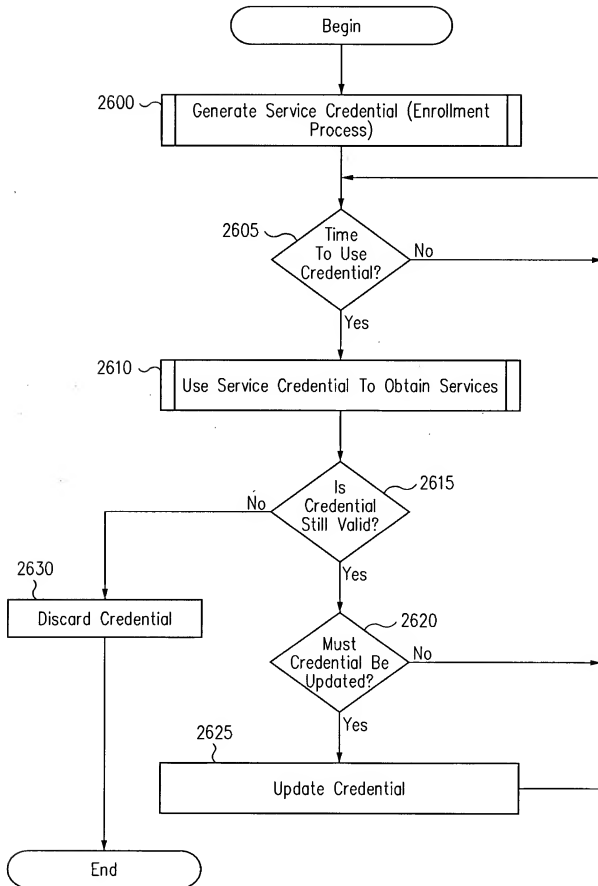 Begin
2600
Generate Service Credential (Enrollment
Process)
2605
Time
To Use
Credential?
No
Yes
2610
Use Service Credential To Obtain Services
Is
Credential
Still Valid?
2615
No
Yes
2630
Discard Credential
Must
Credential Be
Updated?
2620
No
Yes
2625
Update Credential
End